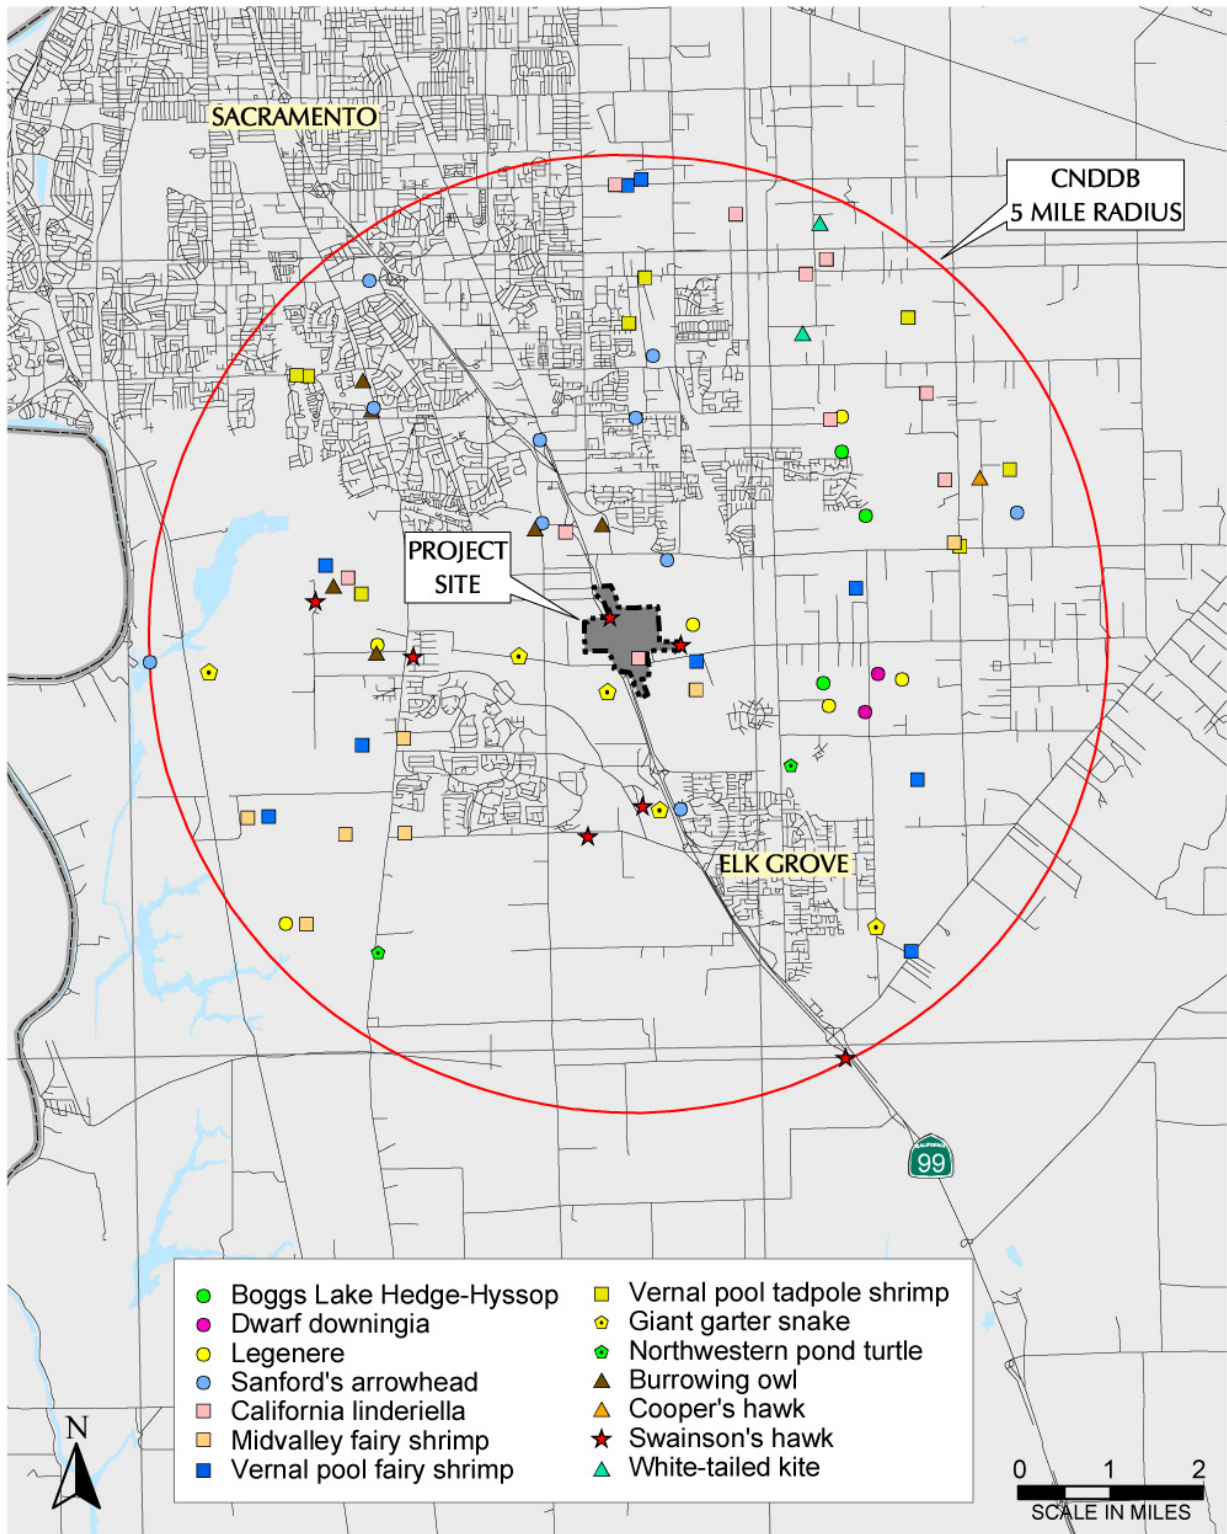 SACRAMENTO
CNDDB
5 MILE RADIUS
PROJECT
SITE
ELK GROVE
CALIFORNIA
99
Boggs Lake Hedge-Hyssop
Dwarf downingia
Legenere
Sanford's arrowhead
California linderiella
Midvalley fairy shrimp
Vernal pool fairy shrimp
Vernal pool tadpole shrimp
Giant garter snake
Northwestern pond turtle
Burrowing owl
Cooper's hawk
Swainson's hawk
White-tailed kite
N
0 1 2
SCALE IN MILES